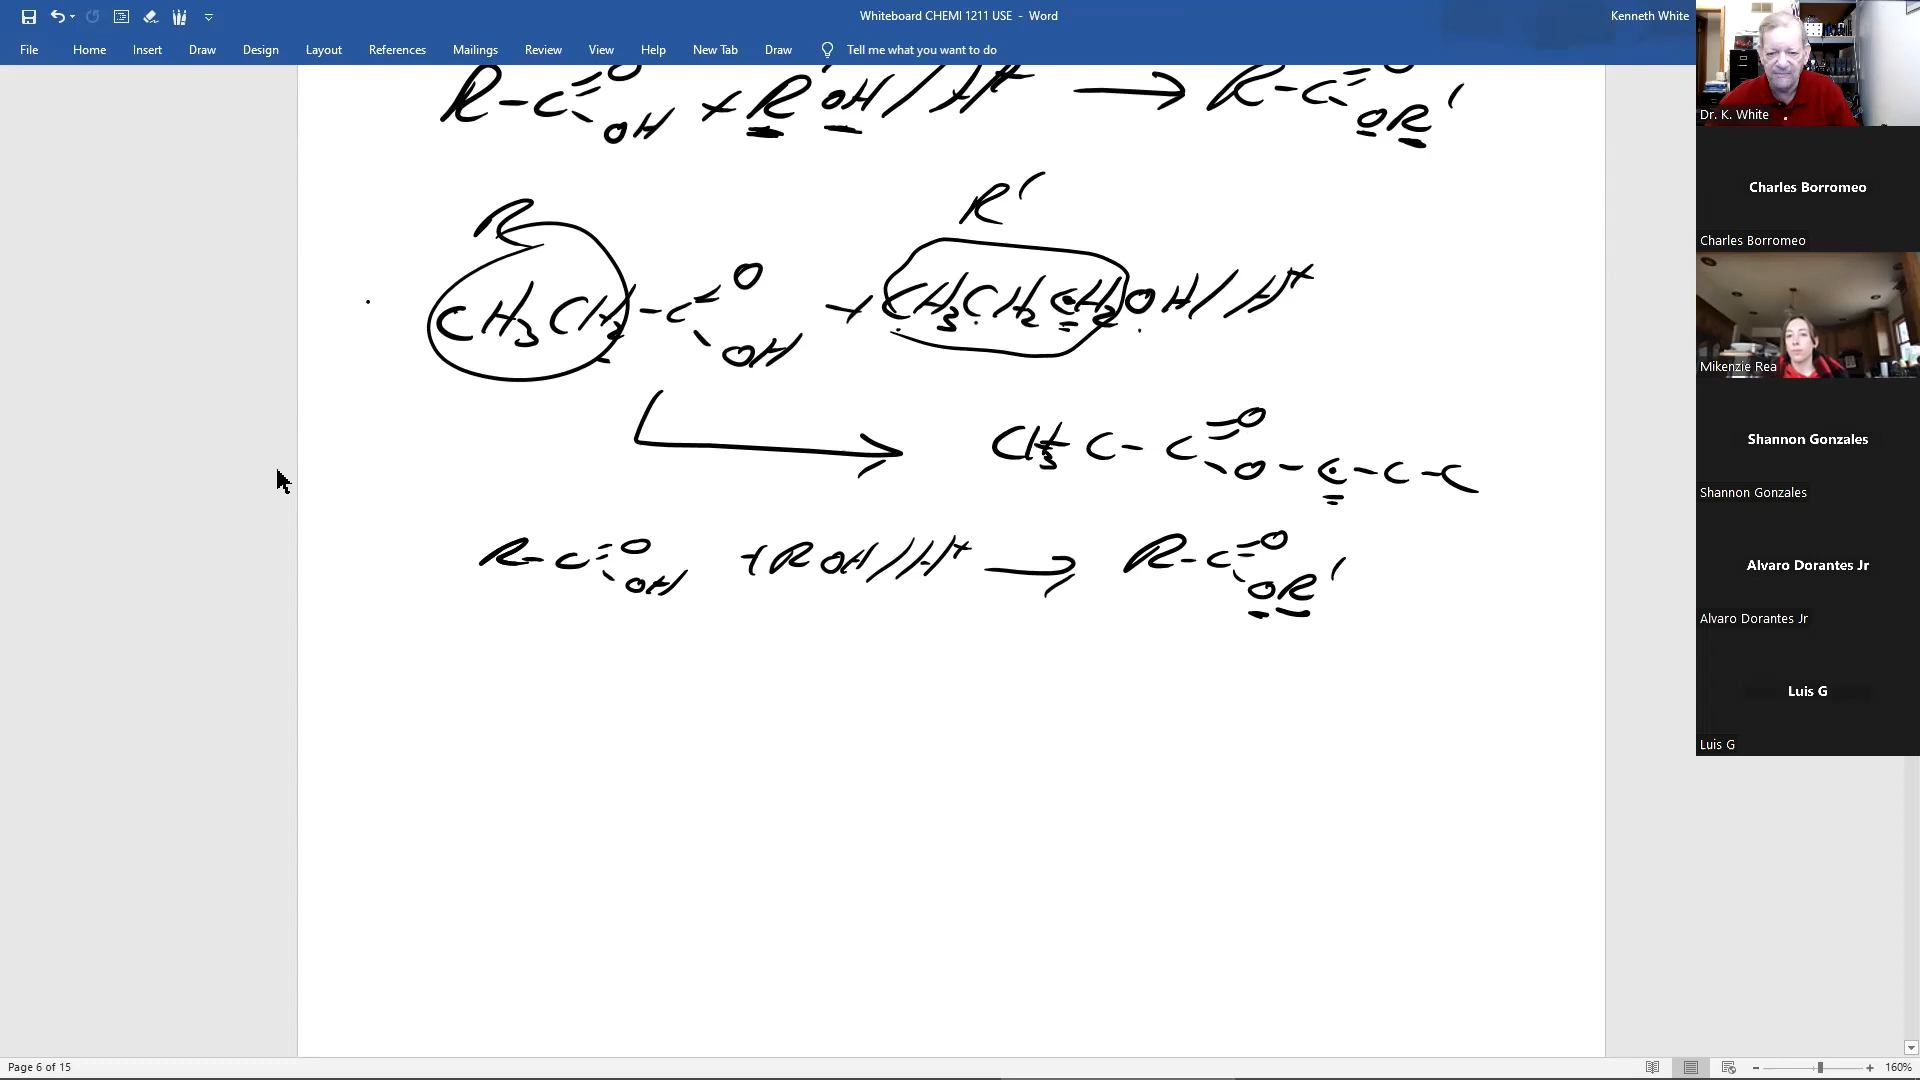 Whiteboard CHEMI 1211 USE - Word
Kenneth White
File Home Insert Draw Design Layout References Mailings Review View Help New Tab Draw Tell me what you want to do
R-C=O OH + R'OH/H+ → R-C=O OR'
R R'
CH3CH2-C=O OH + CH3CH2CH2OH/H+
CH3 C-C=O O-C-C-C
R-C=O OH + ROH/H+ → R-C=O OR'
Dr. K. White
Charles Borromeo
Charles Borromeo
Mikenzie Rea
Shannon Gonzales
Shannon Gonzales
Alvaro Dorantes Jr
Alvaro Dorantes Jr
Luis G
Luis G
Page 6 of 15
160%